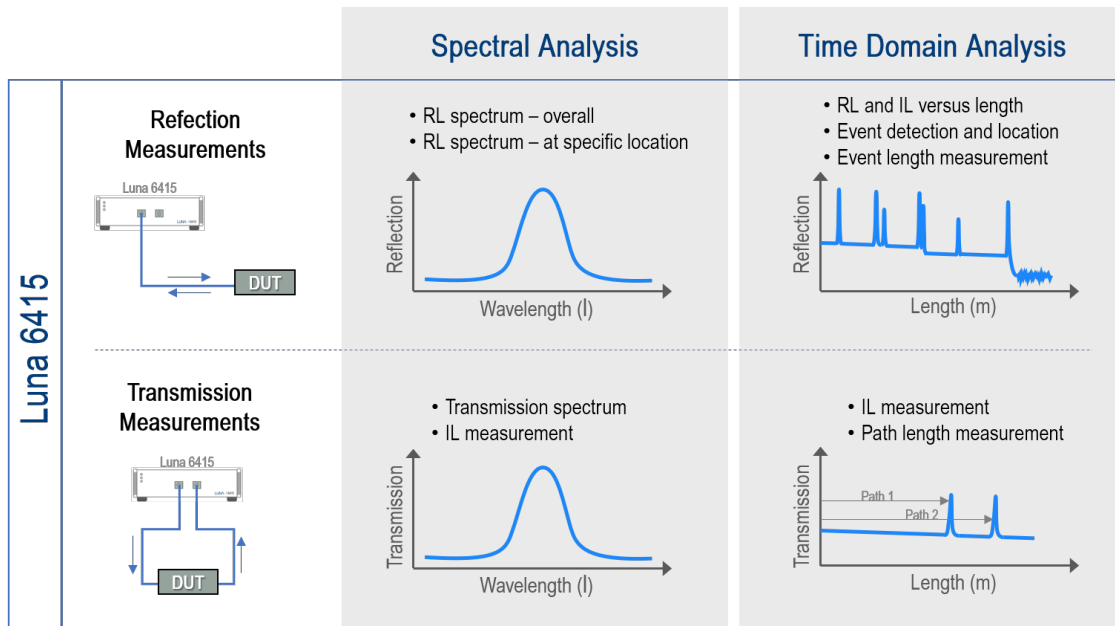 Spectral Analysis
Time Domain Analysis
Luna 6415
Refection
Measurements
Luna 6415
LUNA
DUT
• RL spectrum – overall
• RL spectrum – at specific location
Reflection
Wavelength (l)
• RL and IL versus length
• Event detection and location
• Event length measurement
Reflection
Length (m)
Transmission
Measurements
Luna 6415
LUNA
DUT
• Transmission spectrum
• IL measurement
Transmission
Wavelength (l)
• IL measurement
• Path length measurement
Transmission
Path 1
Path 2
Length (m)